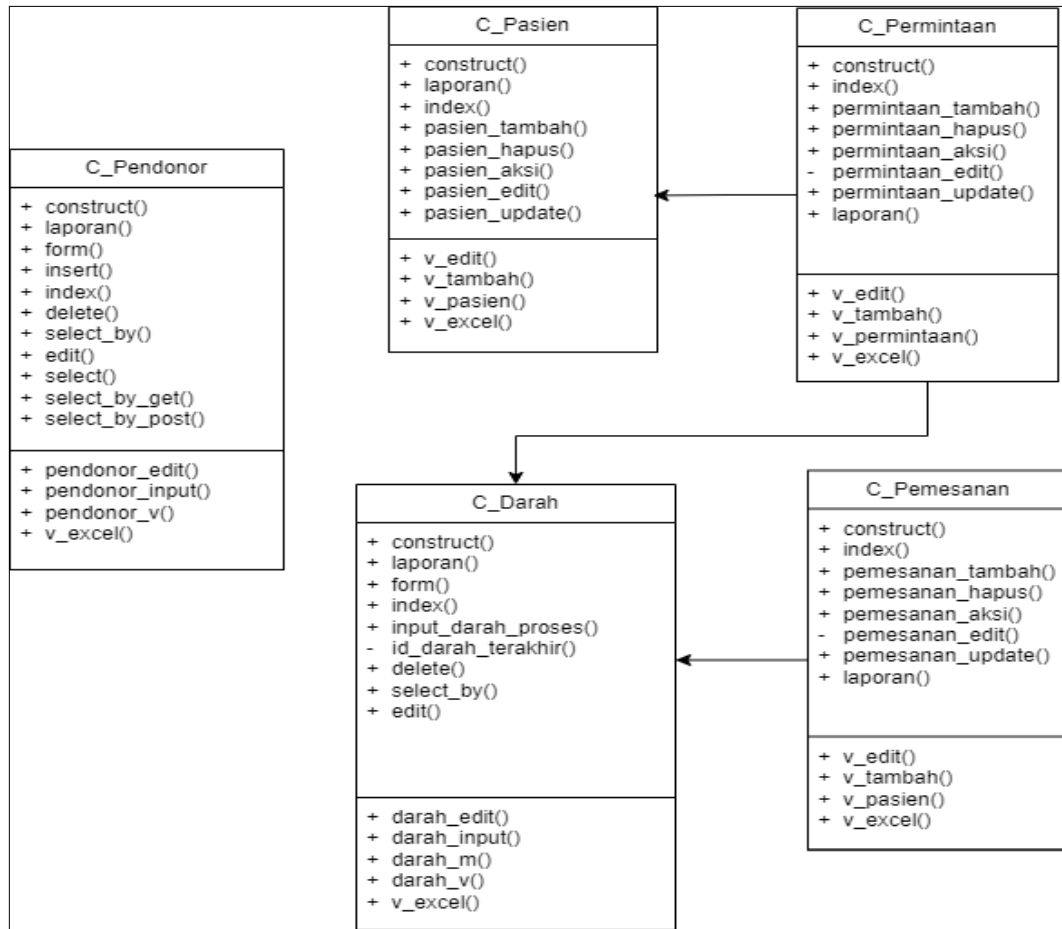 C_Pasien
+ construct()
+ laporan()
+ index()
+ pasien_tambah()
+ pasien_hapus()
+ pasien_aksi()
+ pasien_edit()
+ pasien_update()
+ v_edit()
+ v_tambah()
+ v_pasien()
+ v_excel()
C_Permintaan
+ construct()
+ index()
+ permintaan_tambah()
+ permintaan_hapus()
+ permintaan_aksi()
- permintaan_edit()
+ permintaan_update()
+ laporan()
+ v_edit()
+ v_tambah()
+ v_permintaan()
+ v_excel()
C_Pendonor
+ construct()
+ laporan()
+ form()
+ insert()
+ index()
+ delete()
+ select_by()
+ edit()
+ select()
+ select_by_get()
+ select_by_post()
+ pendonor_edit()
+ pendonor_input()
+ pendonor_v()
+ v_excel()
C_Darah
+ construct()
+ laporan()
+ form()
+ index()
+ input_darah_proses()
- id_darah_terakhir()
+ delete()
+ select_by()
+ edit()
+ darah_edit()
+ darah_input()
+ darah_m()
+ darah_v()
+ v_excel()
C_Pemesanan
+ construct()
+ index()
+ pemesanan_tambah()
+ pemesanan_hapus()
+ pemesanan_aksi()
- pemesanan_edit()
+ pemesanan_update()
+ laporan()
+ v_edit()
+ v_tambah()
+ v_pasien()
+ v_excel()